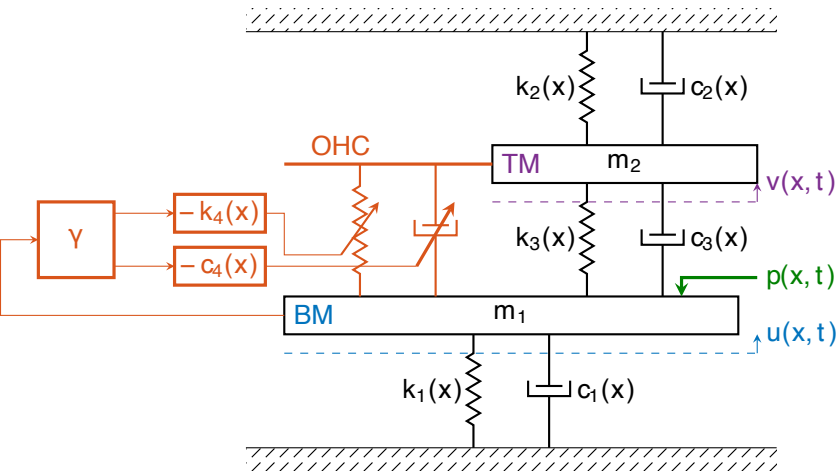 k₂(x)
c₂(x)
OHC
TM
m₂
v(x, t)
− k₄(x)
γ
k₃(x)
c₃(x)
− c₄(x)
p(x, t)
BM
m₁
u(x, t)
k₁(x)
c₁(x)